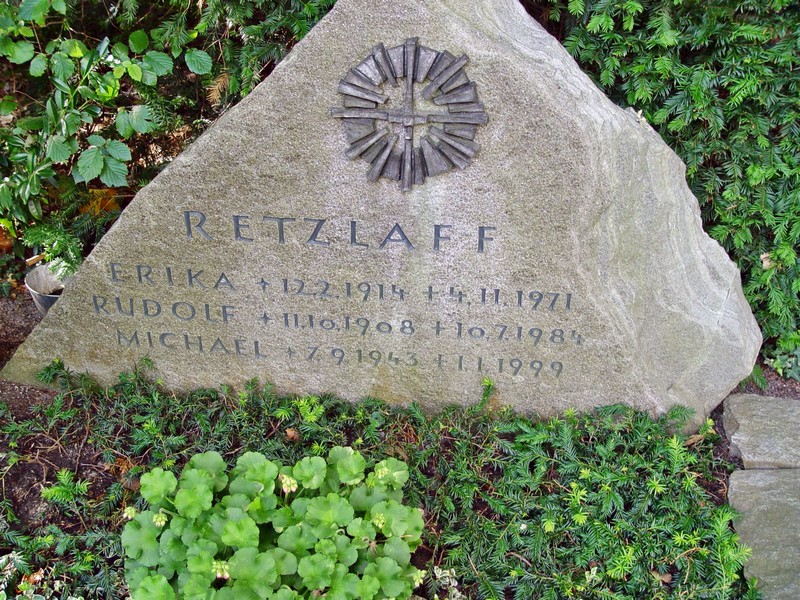 RETZLAFF
ERIKA + 12.2.1914 + 4.11.1971
RUDOLF + 11.10.1908 + 10.7.1984
MICHAEL + 7.9.1943 + 1.1.1999